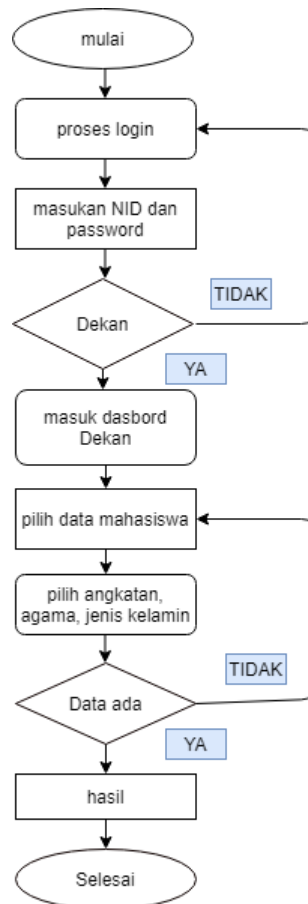 mulai
proses login
masukan NID dan
password
TIDAK
Dekan
YA
masuk dasbord
Dekan
pilih data mahasiswa
pilih angkatan,
agama, jenis kelamin
TIDAK
Data ada
YA
hasil
Selesai